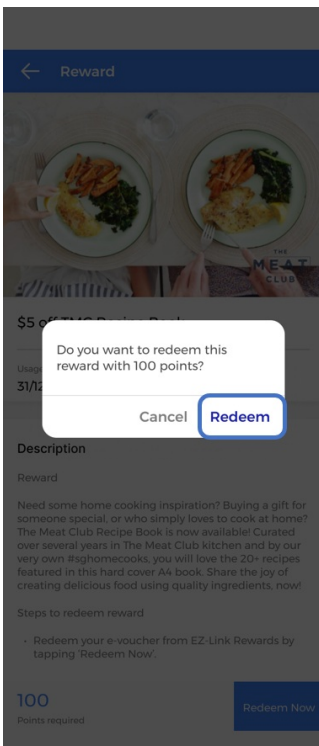 Reward
THE
MEAT
CLUB
$5 off TMC Recipe Book
Do you want to redeem this
reward with 100 points?
Usage
31/12
Cancel Redeem
Description
Reward
Need some home cooking inspiration? Buying a gift for
someone special, or who simply loves to cook at home?
The Meat Club Recipe Book is now available! Curated
over several years in The Meat Club kitchen and by our
very own #sghomecooks, you will love the 20+ recipes
featured in this hard cover A4 book. Share the joy of
creating delicious food using quality ingredients, now!
Steps to redeem reward
• Redeem your e-voucher from EZ-Link Rewards by
tapping ‘Redeem Now’.
100
Points required
Redeem Now